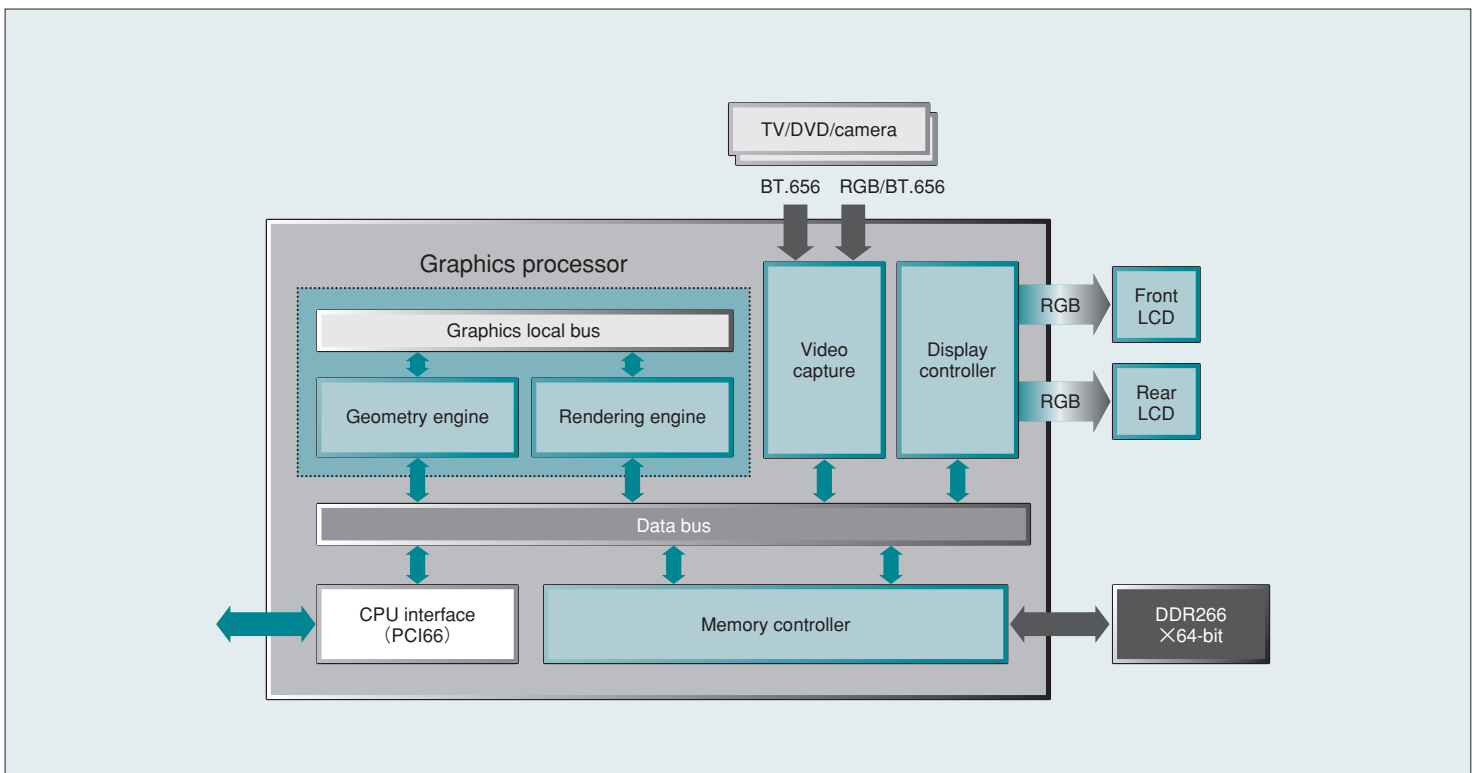 TV/DVD/camera
BT.656
RGB/BT.656
Graphics processor
Graphics local bus
Geometry engine
Rendering engine
Video
capture
Display
controller
RGB
Front
LCD
RGB
Rear
LCD
Data bus
CPU interface
（PCI66）
Memory controller
DDR266
×64-bit